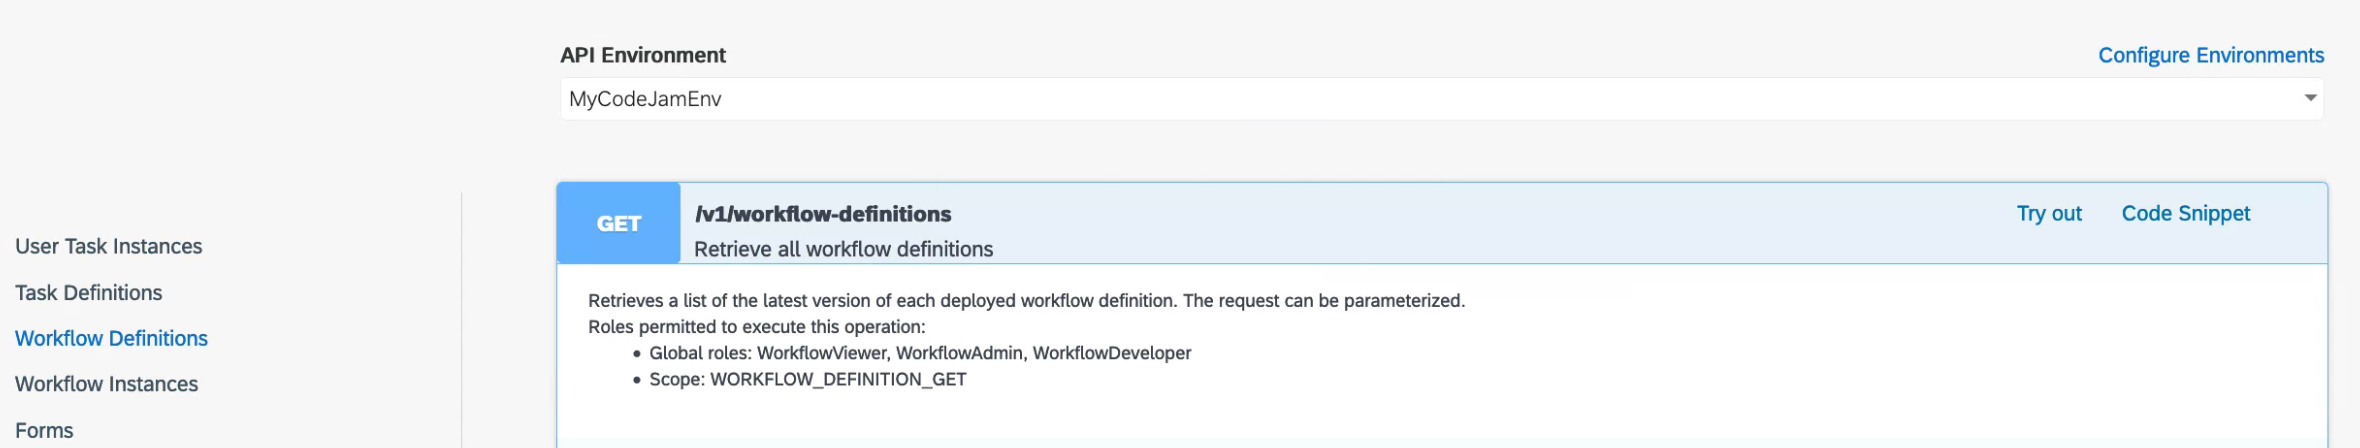 API Environment
Configure Environments
MyCodeJamEnv
User Task Instances
Task Definitions
Workflow Definitions
Workflow Instances
Forms
GET
/v1/workflow-definitions
Retrieve all workflow definitions
Try out
Code Snippet
Retrieves a list of the latest version of each deployed workflow definition. The request can be parameterized.
Roles permitted to execute this operation:
• Global roles: WorkflowViewer, WorkflowAdmin, WorkflowDeveloper
• Scope: WORKFLOW_DEFINITION_GET